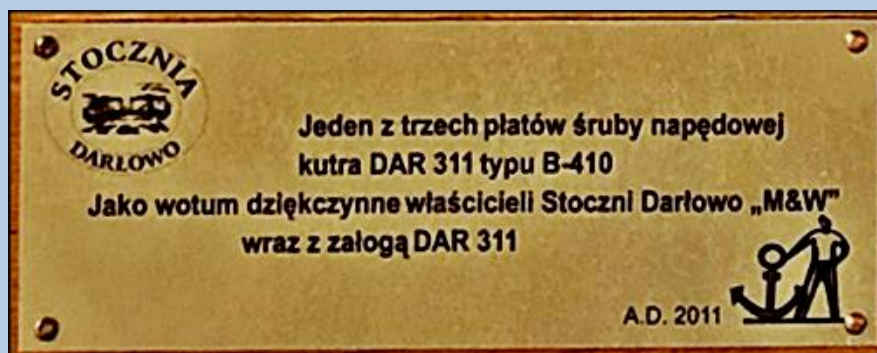 STOCZNIA
DARŁOWO
Jeden z trzech płatów śruby napędowej
kutra DAR 311 typu B-410
Jako wotum dziękczynne właścicieli Stoczni Darłowo „M&W”
wraz z załogą DAR 311
A.D. 2011